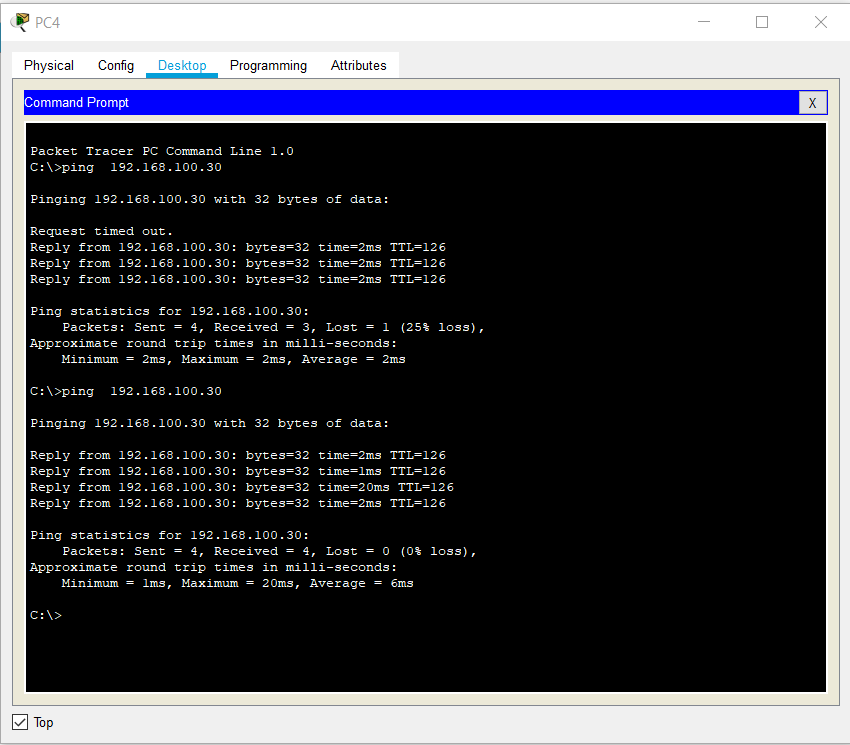 PC4
Physical Config Desktop Programming Attributes
Command Prompt X
Packet Tracer PC Command Line 1.0
C:\>ping  192.168.100.30
Pinging 192.168.100.30 with 32 bytes of data:
Request timed out.
Reply from 192.168.100.30: bytes=32 time=2ms TTL=126
Reply from 192.168.100.30: bytes=32 time=2ms TTL=126
Reply from 192.168.100.30: bytes=32 time=2ms TTL=126
Ping statistics for 192.168.100.30:
    Packets: Sent = 4, Received = 3, Lost = 1 (25% loss),
Approximate round trip times in milli-seconds:
    Minimum = 2ms, Maximum = 2ms, Average = 2ms
C:\>ping  192.168.100.30
Pinging 192.168.100.30 with 32 bytes of data:
Reply from 192.168.100.30: bytes=32 time=2ms TTL=126
Reply from 192.168.100.30: bytes=32 time=1ms TTL=126
Reply from 192.168.100.30: bytes=32 time=20ms TTL=126
Reply from 192.168.100.30: bytes=32 time=2ms TTL=126
Ping statistics for 192.168.100.30:
    Packets: Sent = 4, Received = 4, Lost = 0 (0% loss),
Approximate round trip times in milli-seconds:
    Minimum = 1ms, Maximum = 20ms, Average = 6ms
C:\>
Top